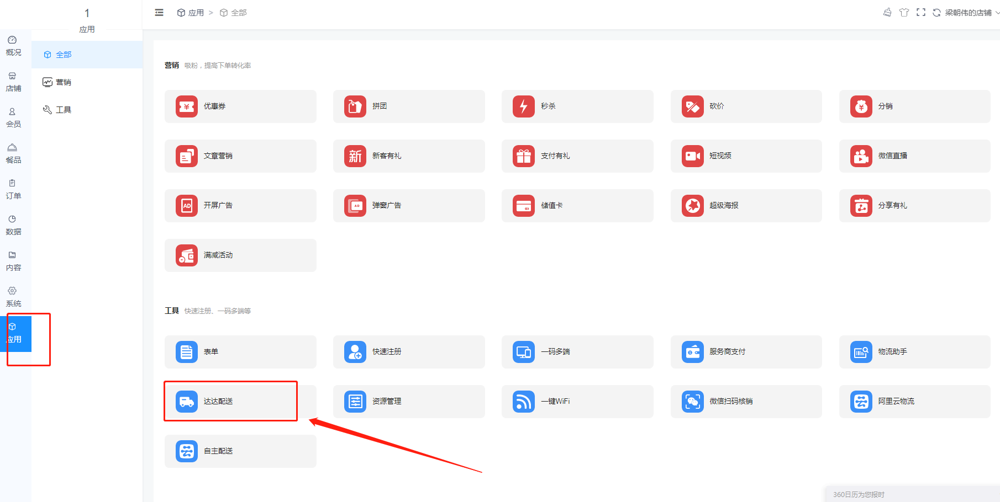 1
应用
概况
店铺
会员
餐品
订单
数据
内容
系统
应用
全部
营销
工具
应用 > 全部
梁朝伟的店铺
营销 吸粉，提高下单转化率
优惠券 拼团 秒杀 砍价 分销
文章营销 新 新客有礼 支付有礼 短视频 微信直播
AD 开屏广告 AD 弹窗广告 储值卡 超级海报 分享有礼
满减活动
工具 快速注册、一码多端等
表单 快速注册 一码多端 服务商支付 物流助手
达达配送 资源管理 一键WiFi 微信扫码核销 阿里云物流
自主配送
360日历为您报时